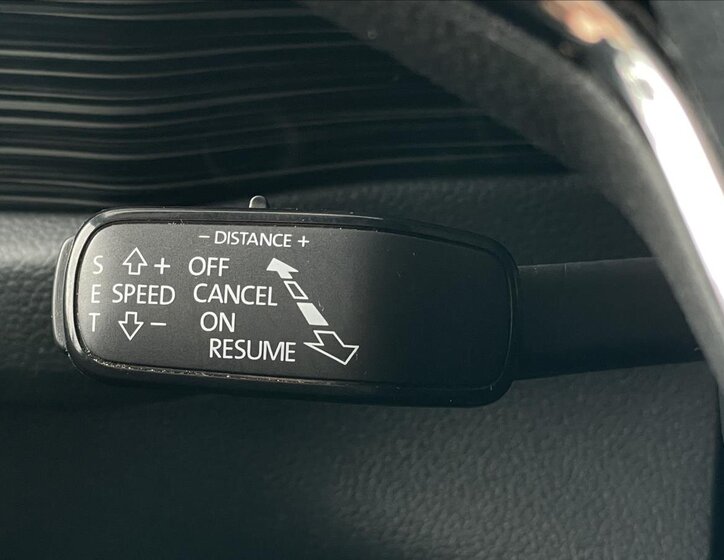 − DISTANCE +
S + OFF
E SPEED CANCEL
T − ON
RESUME